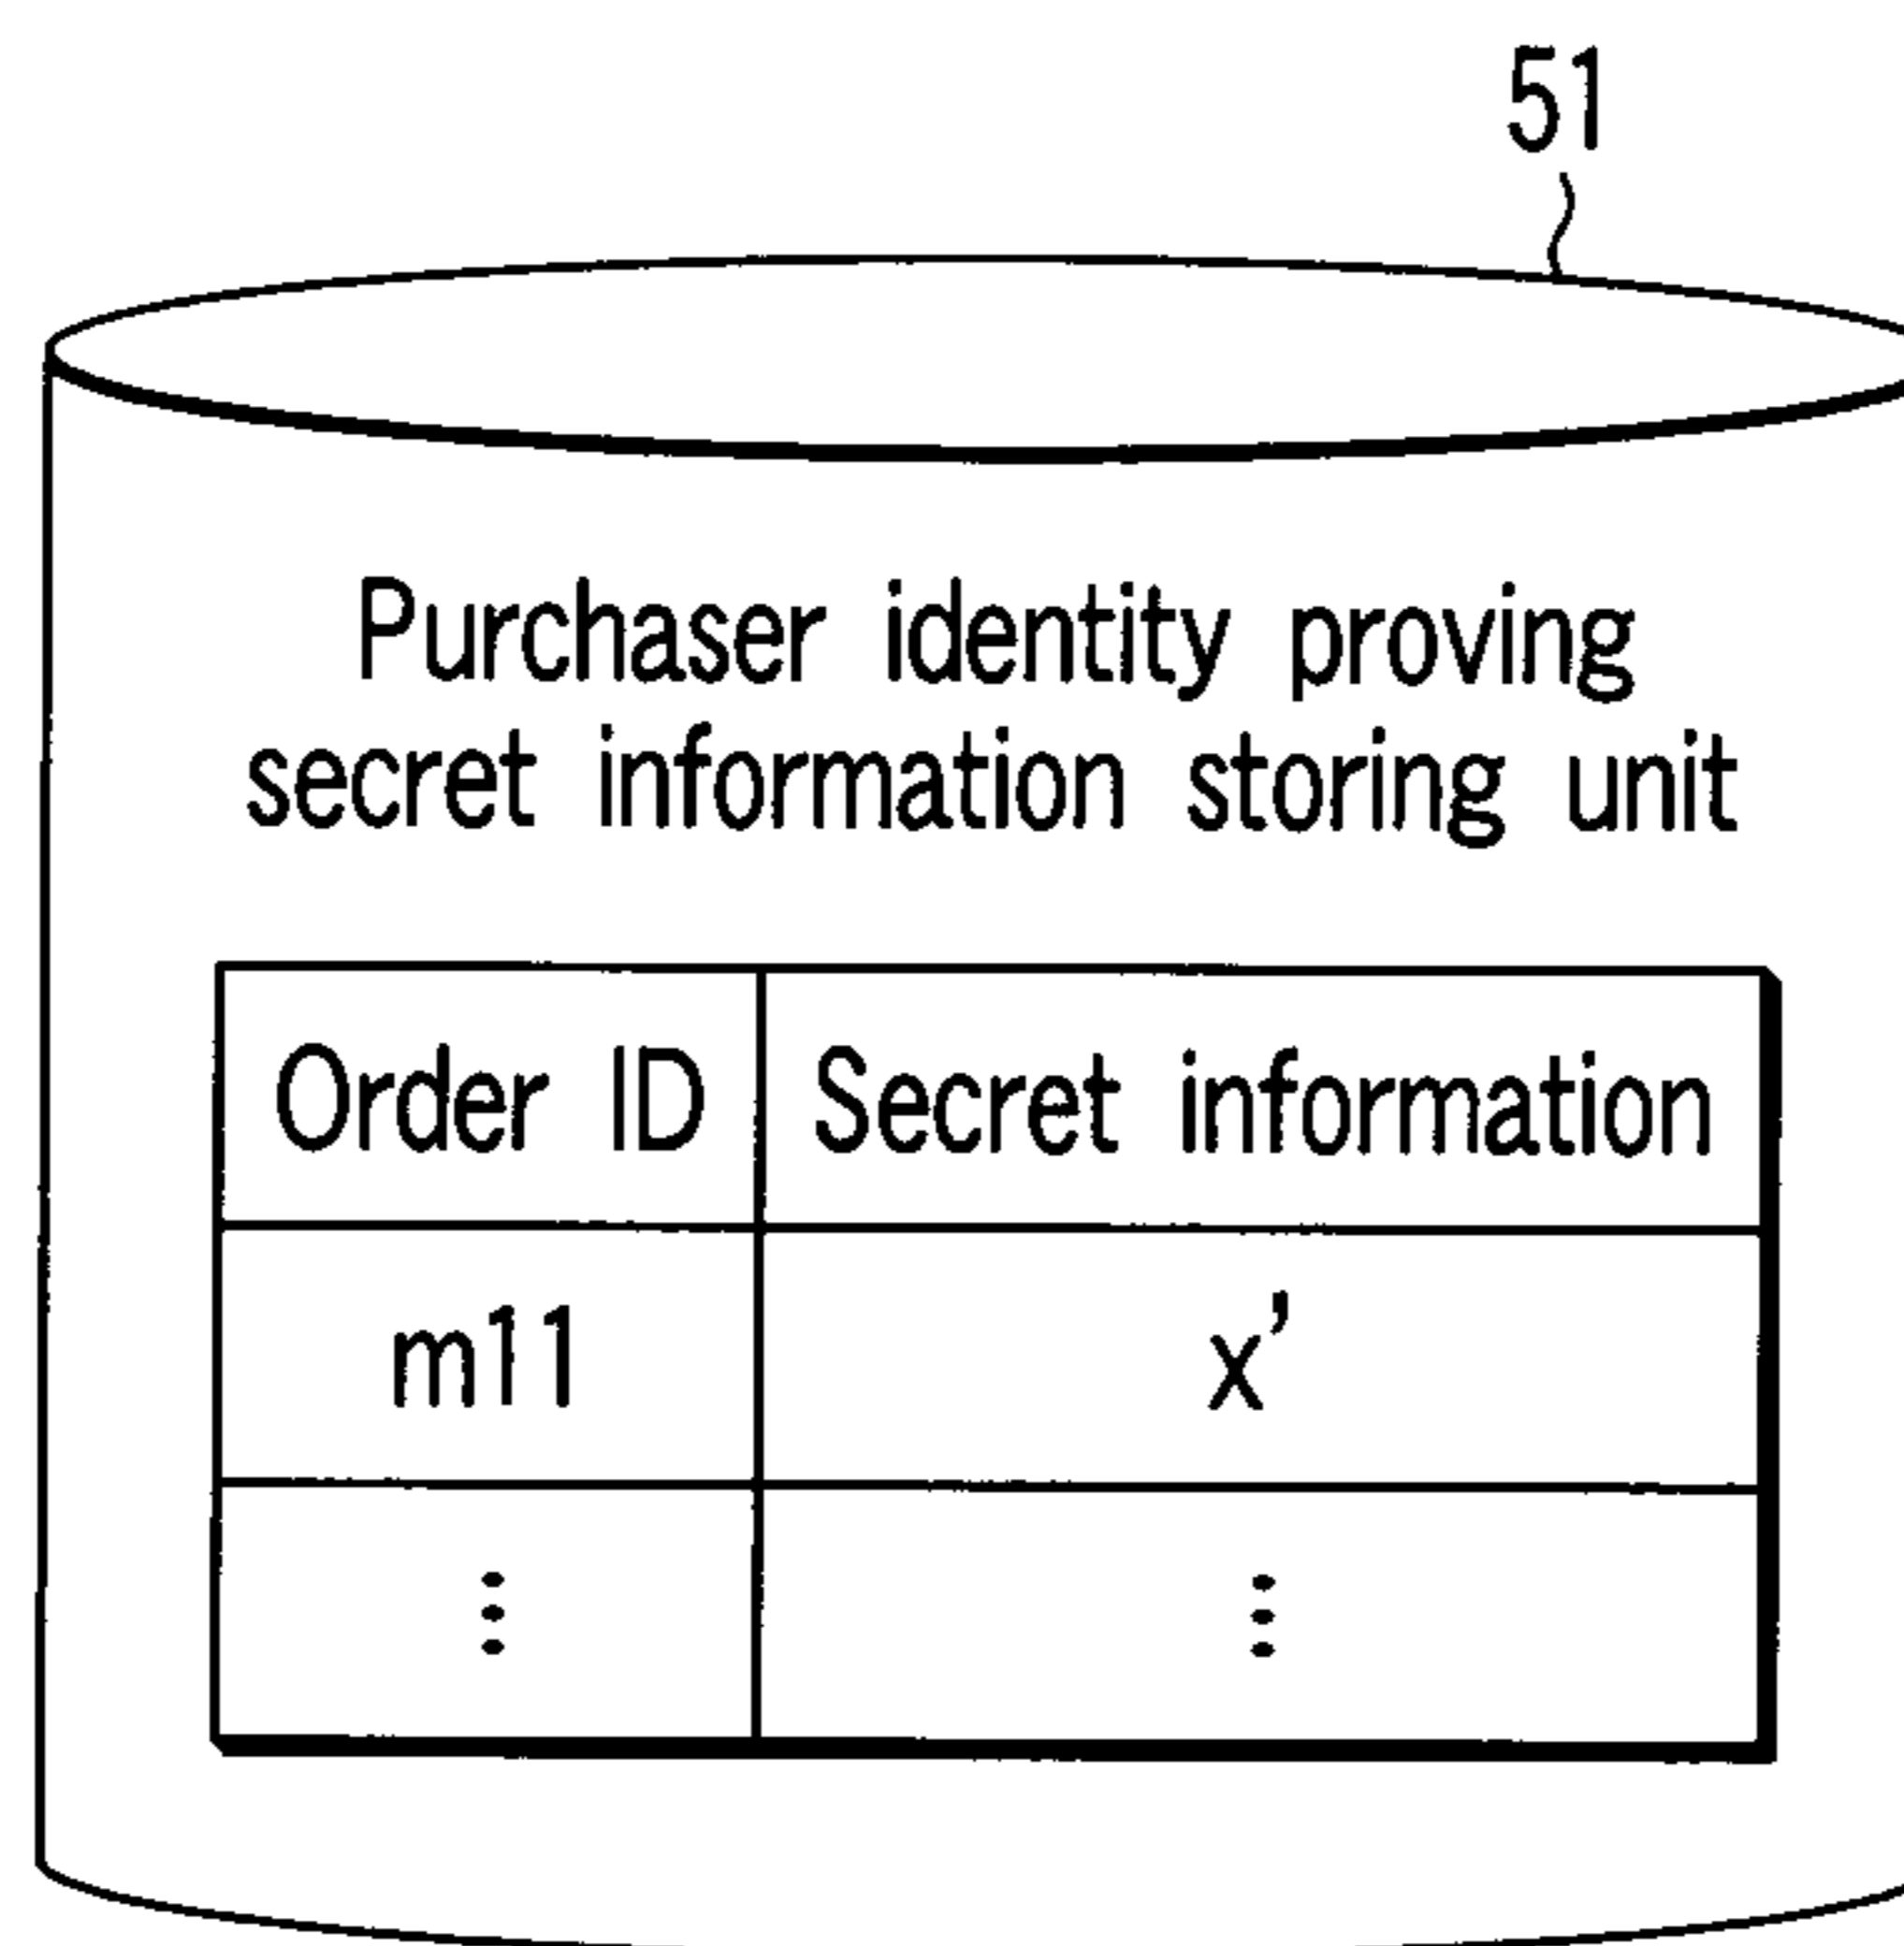 51
Purchaser identity proving
secret information storing unit
Order ID Secret information
m11 x’
⋮ ⋮